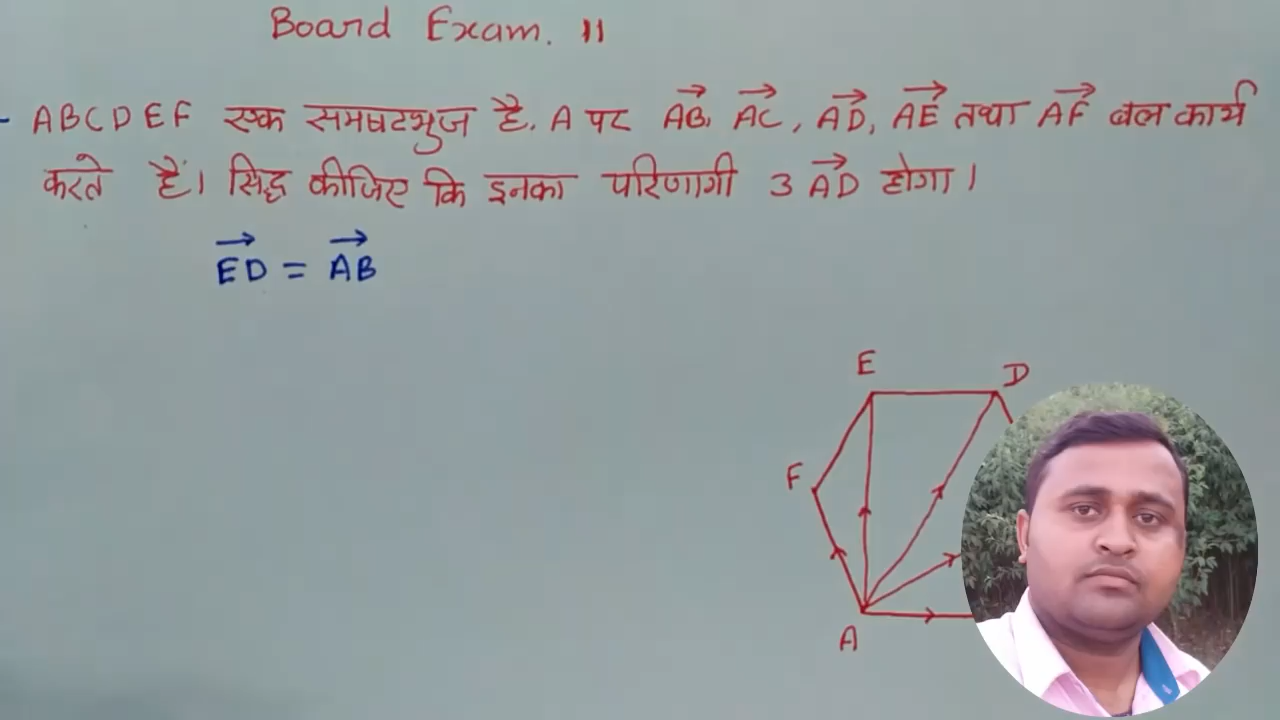 Board Exam. 11
- ABCDEF एक समषटभुज है. A पर AB, AC, AD, AE तथा AF बल कार्य
करते हैं। सिद्ध कीजिए कि इनका परिणागी 3 AD होगा।
ED = AB
E
D
F
A